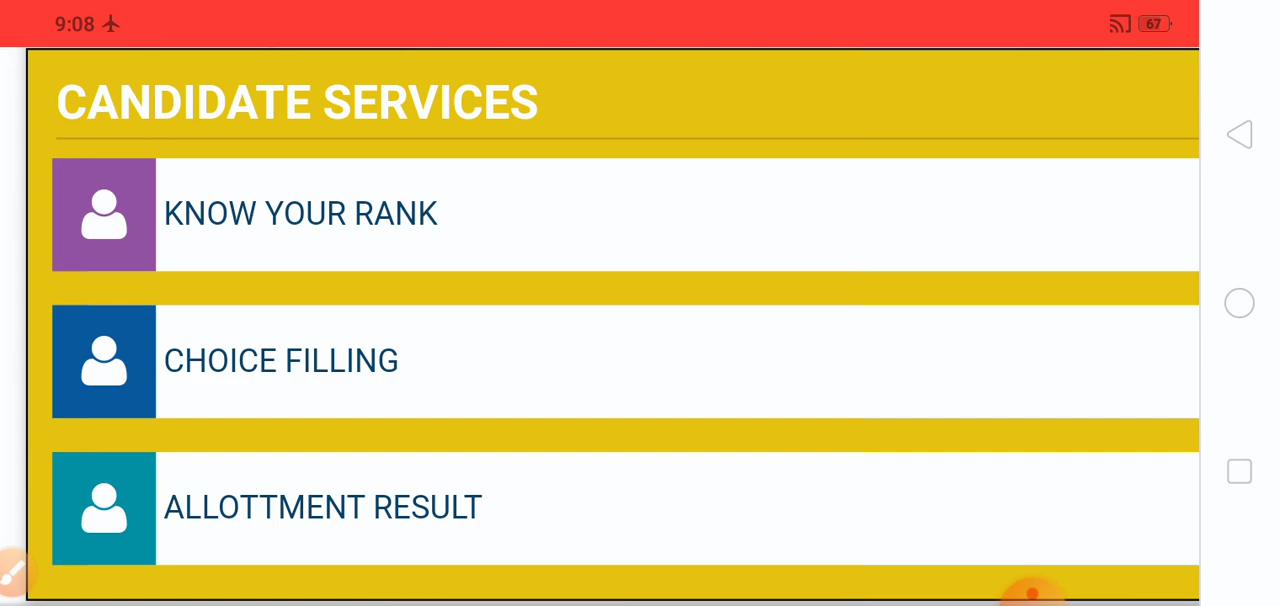 9:08
67
CANDIDATE SERVICES
KNOW YOUR RANK
CHOICE FILLING
ALLOTTMENT RESULT